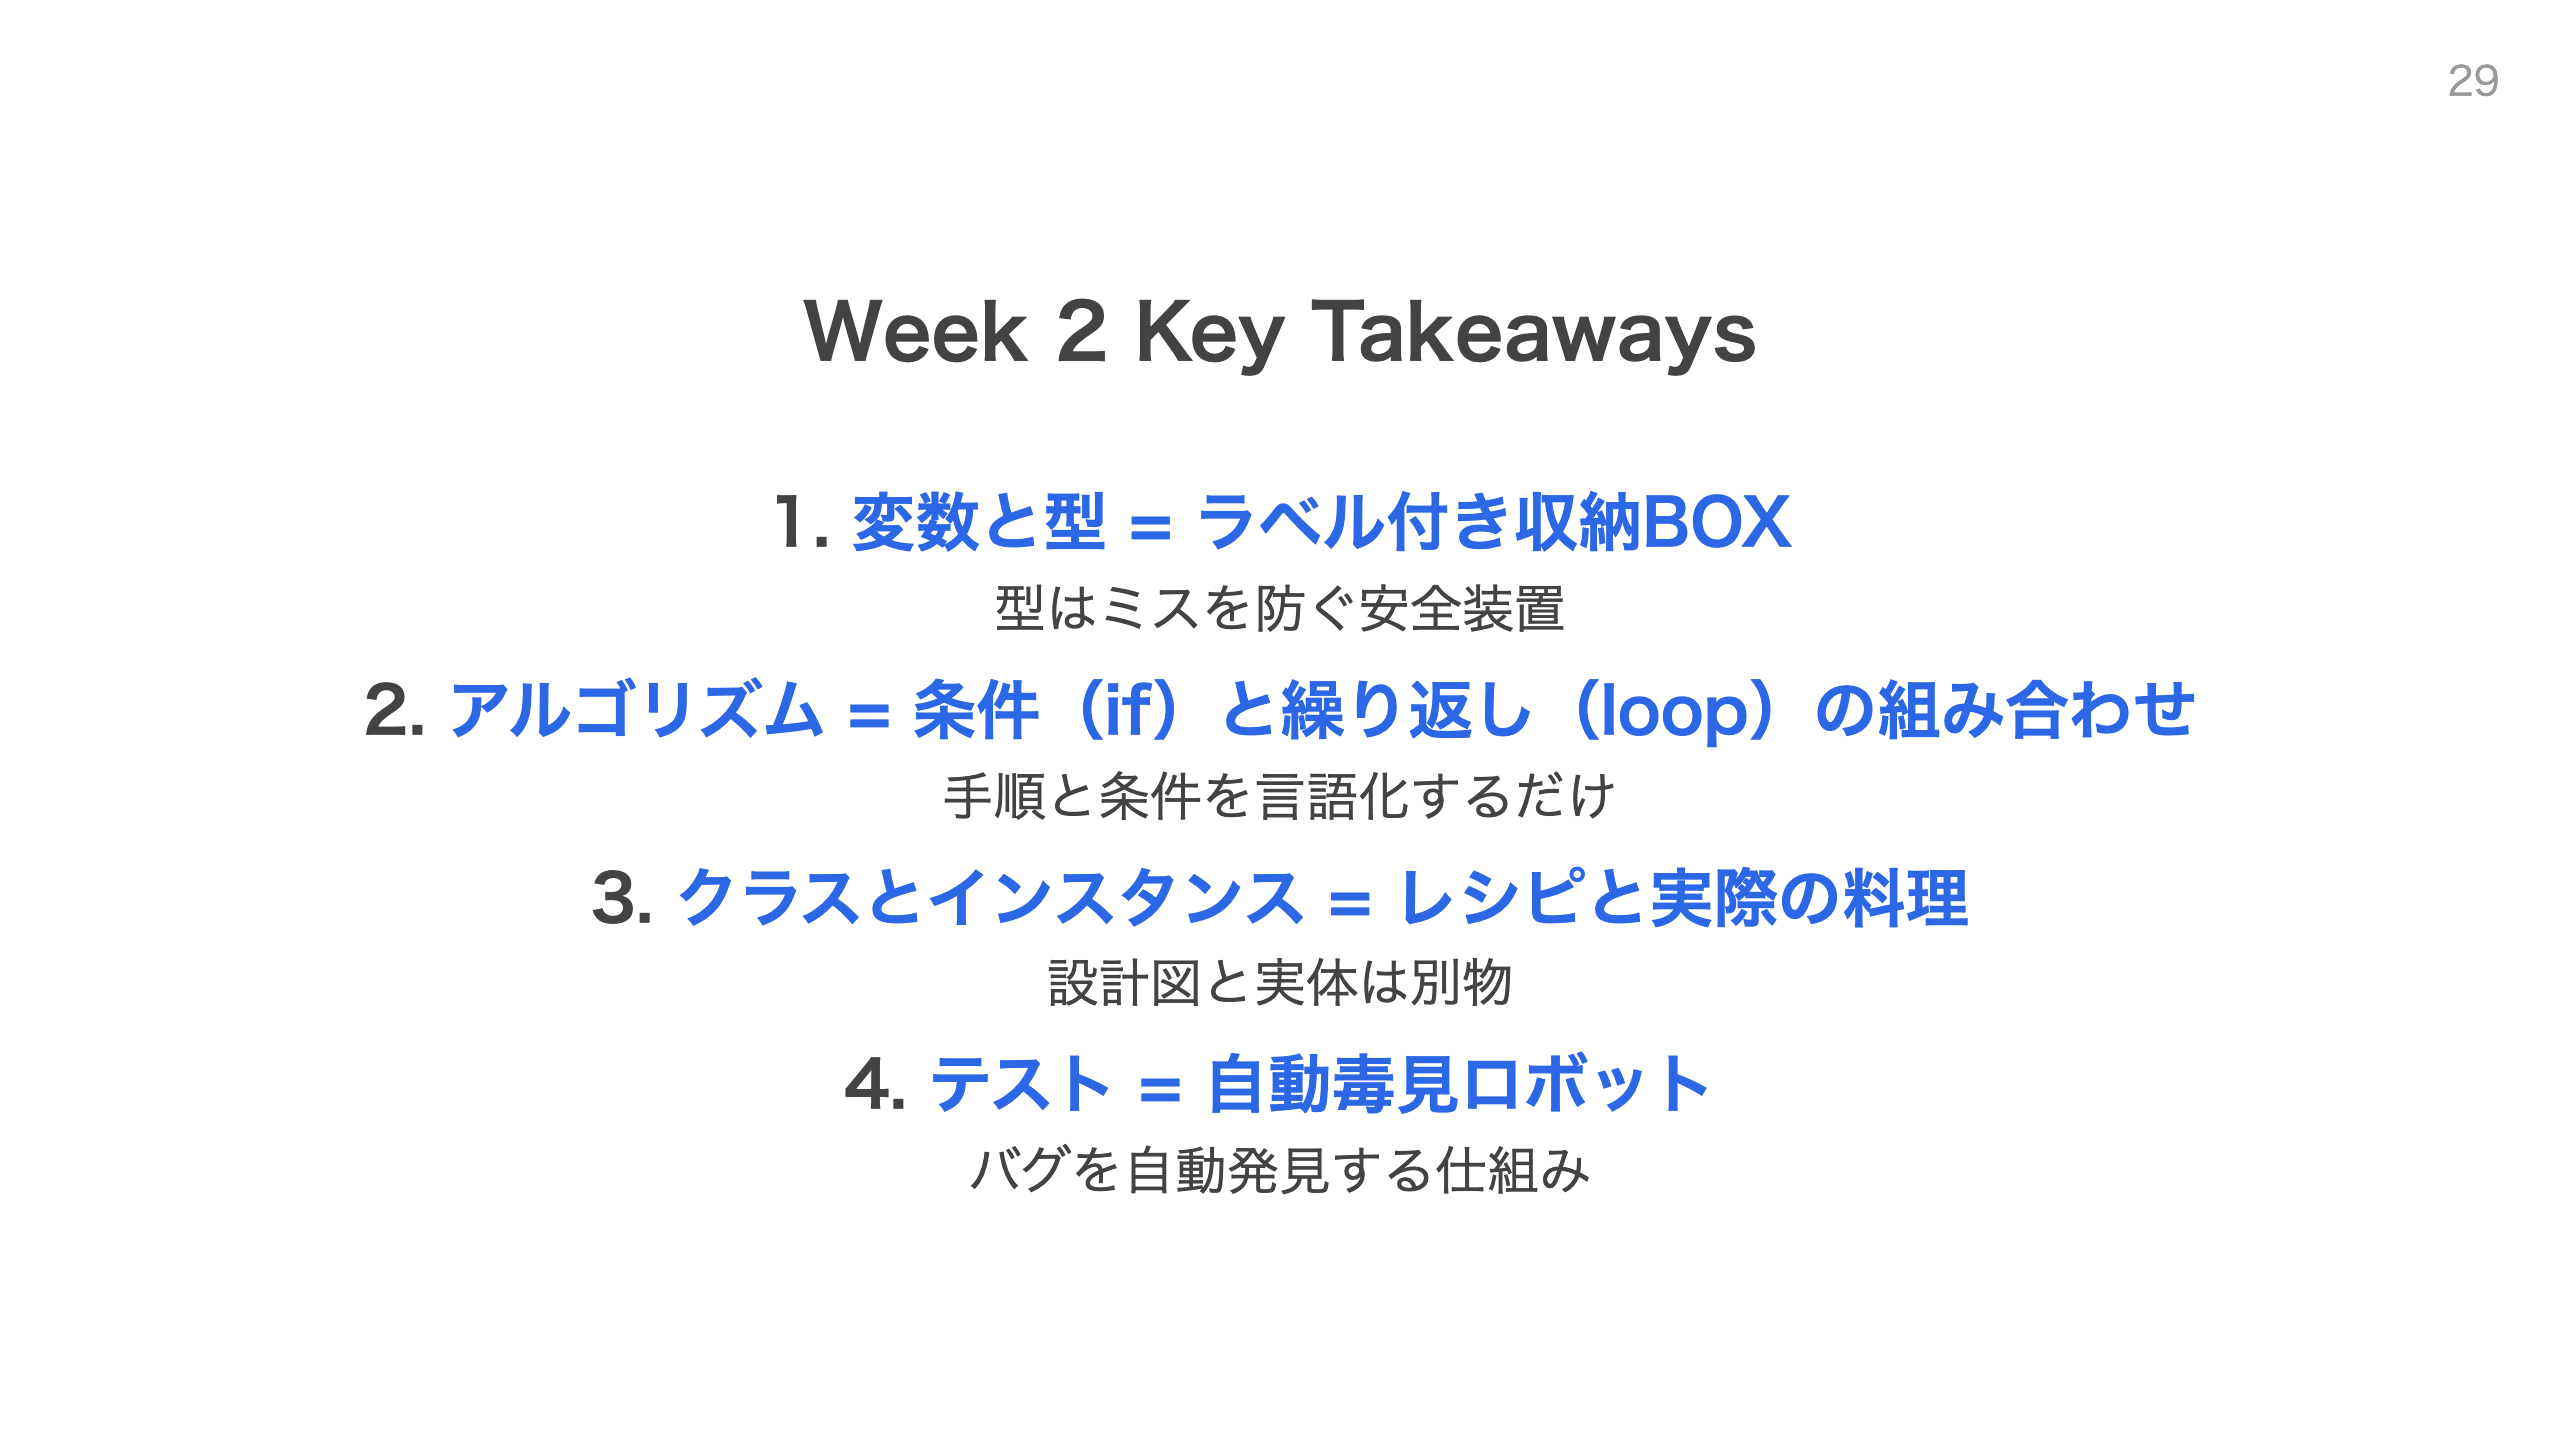 29
Week 2 Key Takeaways
1. 変数と型 = ラベル付き収納BOX
型はミスを防ぐ安全装置
2. アルゴリズム = 条件（if）と繰り返し（loop）の組み合わせ
手順と条件を言語化するだけ
3. クラスとインスタンス = レシピと実際の料理
設計図と実体は別物
4. テスト = 自動毒見ロボット
バグを自動発見する仕組み